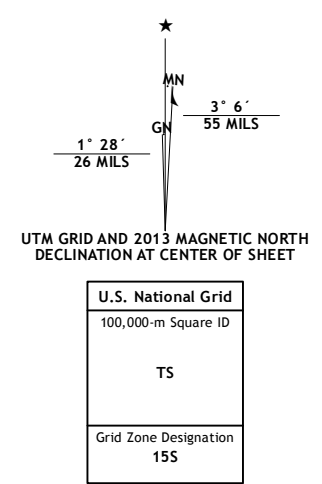 ★
MN
GN
3° 6´
55 MILS
1° 28´
26 MILS
UTM GRID AND 2013 MAGNETIC NORTH
DECLINATION AT CENTER OF SHEET
U.S. National Grid
100,000-m Square ID
TS
Grid Zone Designation
15S